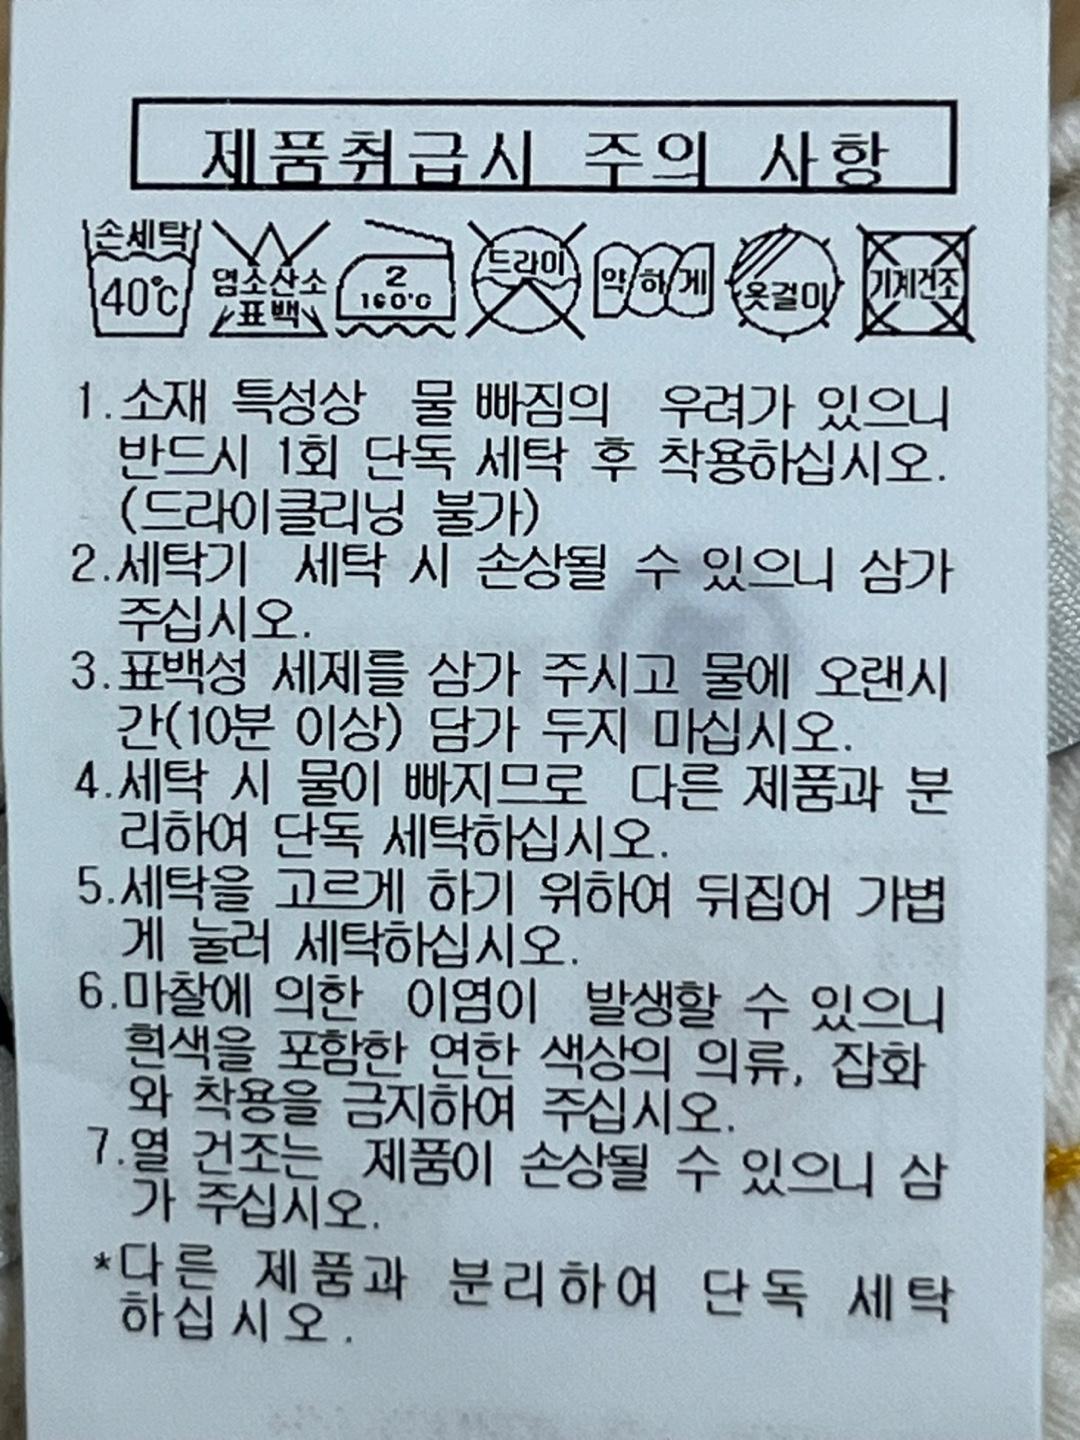 제품취급시 주의 사항
손세탁 40℃
염소산소 표백
2 160℃
드라이
약하게
옷걸이
기계건조
1.소재 특성상 물 빠짐의 우려가 있으니
반드시 1회 단독 세탁 후 착용하십시오.
(드라이클리닝 불가)
2.세탁기 세탁 시 손상될 수 있으니 삼가
주십시오.
3.표백성 세제를 삼가 주시고 물에 오랜시
간(10분 이상) 담가 두지 마십시오.
4.세탁 시 물이 빠지므로 다른 제품과 분
리하여 단독 세탁하십시오.
5.세탁을 고르게 하기 위하여 뒤집어 가볍
게 눌러 세탁하십시오.
6.마찰에 의한 이염이 발생할 수 있으니
흰색을 포함한 연한 색상의 의류, 잡화
와 착용을 금지하여 주십시오.
7.열 건조는 제품이 손상될 수 있으니 삼
가 주십시오.
*다른 제품과 분리하여 단독 세탁
하십시오.